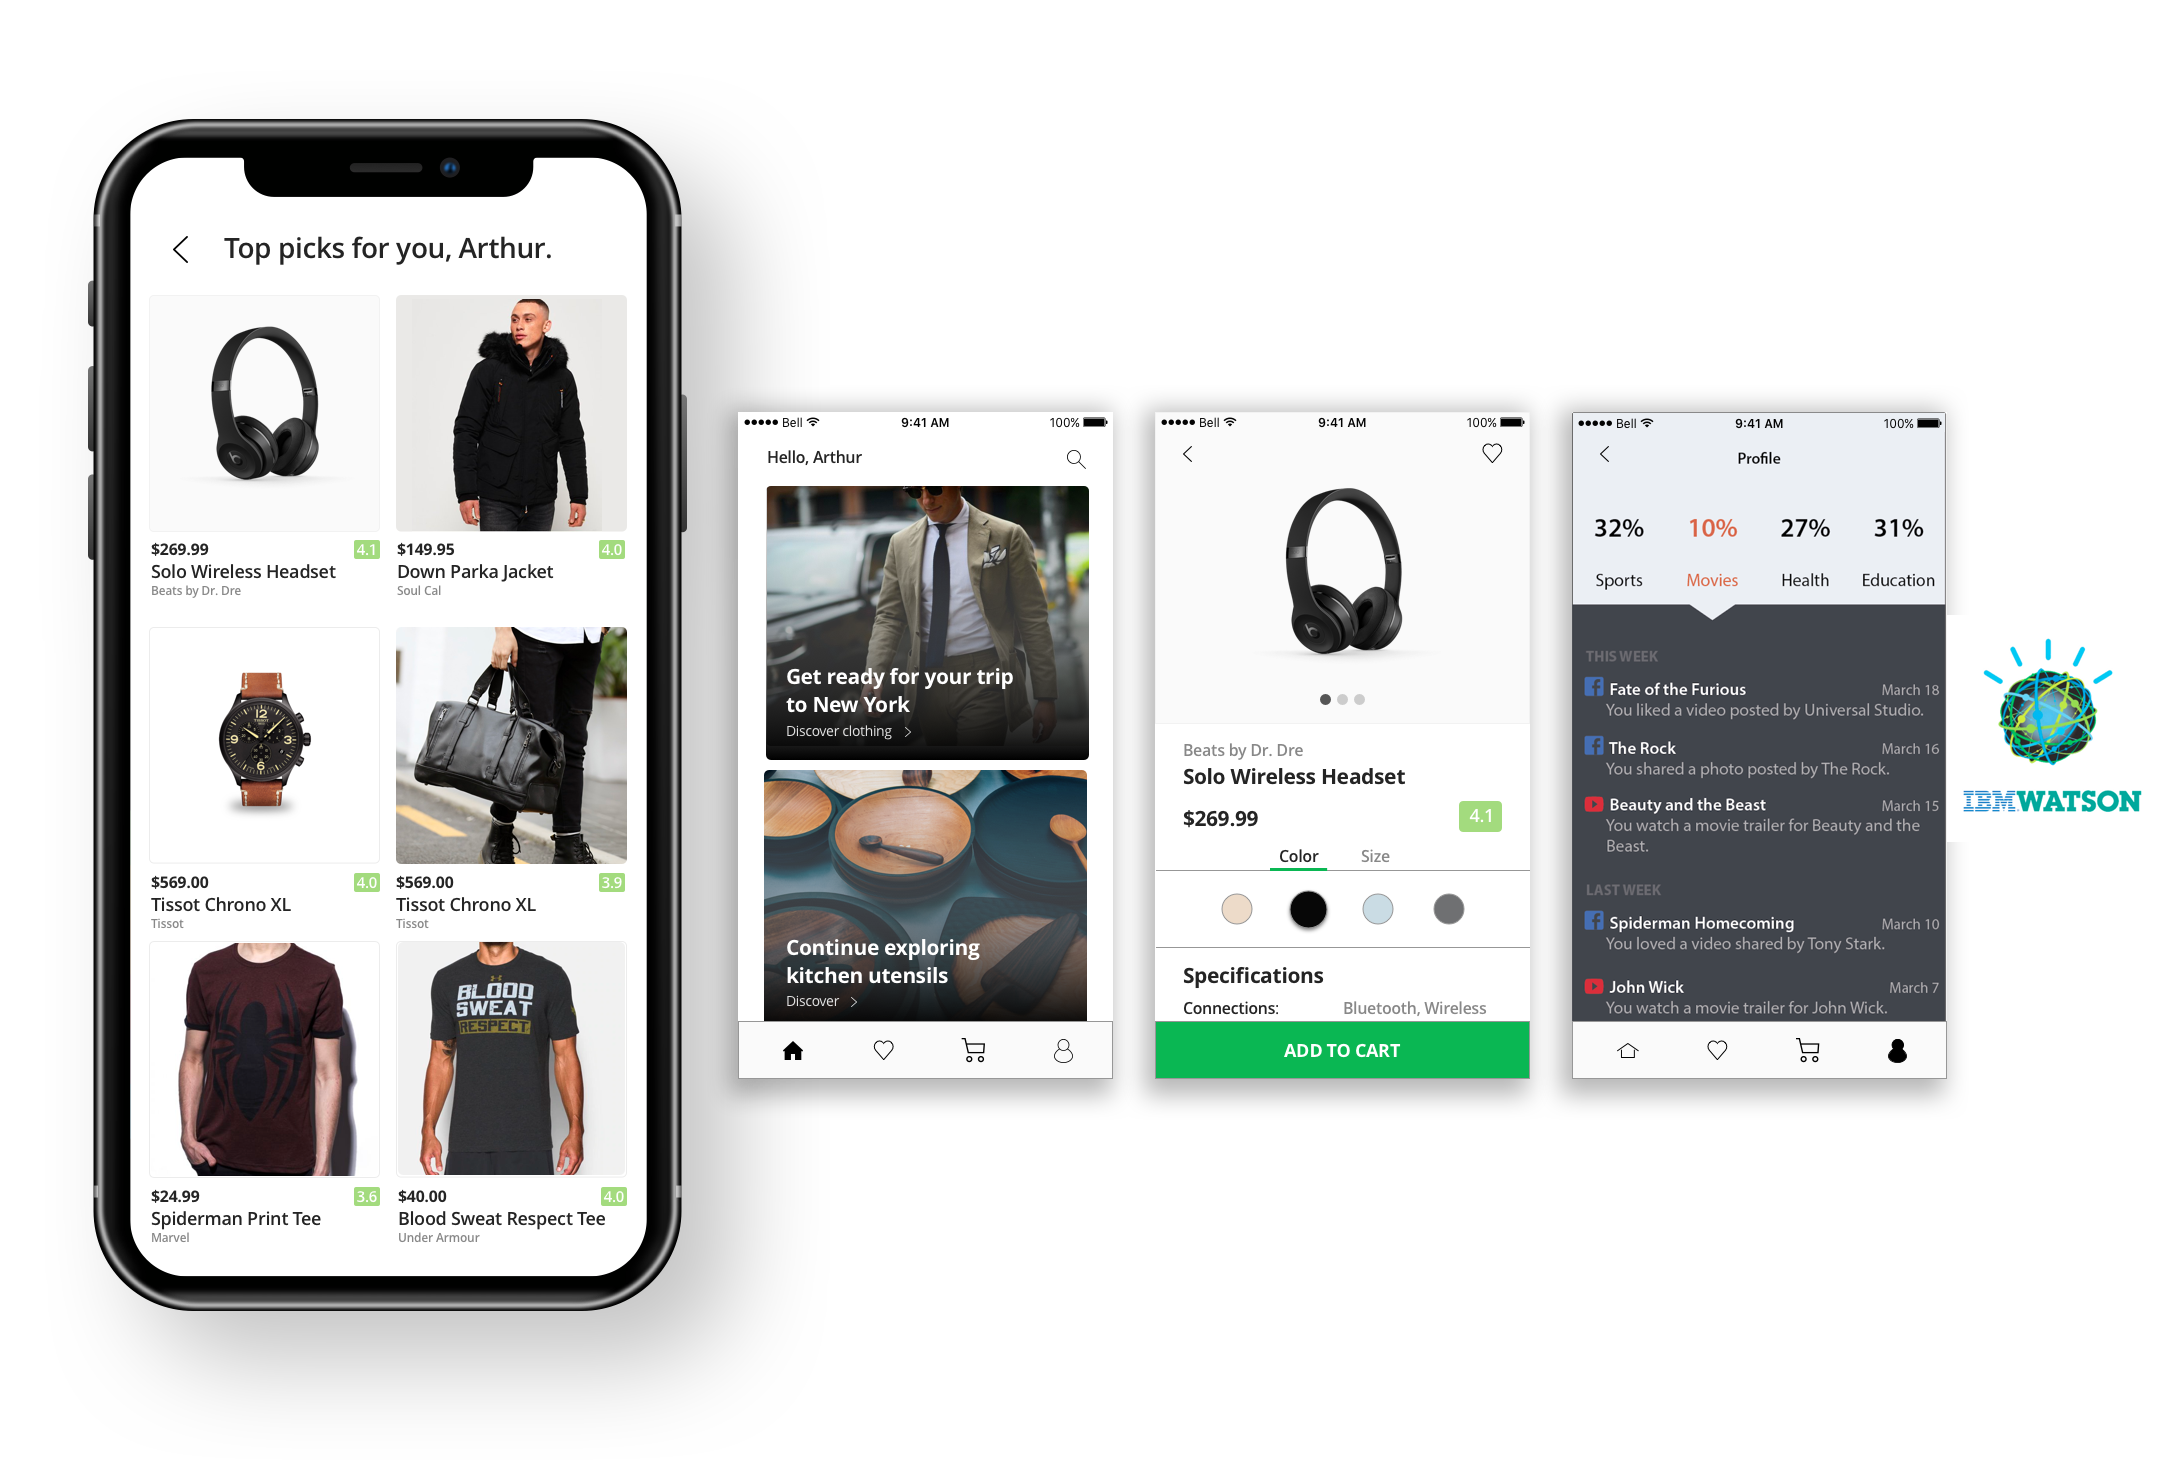 Top picks for you, Arthur.
$269.99 4.1
Solo Wireless Headset
Beats by Dr. Dre
$149.95 4.0
Down Parka Jacket
Soul Cal
12
TISSOT
9 3
6
$569.00 4.0
Tissot Chrono XL
Tissot
$569.00 3.9
Tissot Chrono XL
Tissot
$24.99 3.6
Spiderman Print Tee
Marvel
BLOOD
SWEAT
RESPECT
$40.00 4.0
Blood Sweat Respect Tee
Under Armour
Bell 9:41 AM 100%
Hello, Arthur
Get ready for your trip
to New York
Discover clothing
Continue exploring
kitchen utensils
Discover
Bell 9:41 AM 100%
b
Beats by Dr. Dre
Solo Wireless Headset
$269.99 4.1
Color Size
Specifications
Connections: Bluetooth, Wireless
ADD TO CART
Bell 9:41 AM 100%
Profile
32% 10% 27% 31%
Sports Movies Health Education
THIS WEEK
Fate of the Furious March 18
You liked a video posted by Universal Studio.
The Rock March 16
You shared a photo posted by The Rock.
Beauty and the Beast March 15
You watch a movie trailer for Beauty and the
Beast.
LAST WEEK
Spiderman Homecoming March 10
You loved a video shared by Tony Stark.
John Wick March 7
You watch a movie trailer for John Wick.
IBM WATSON